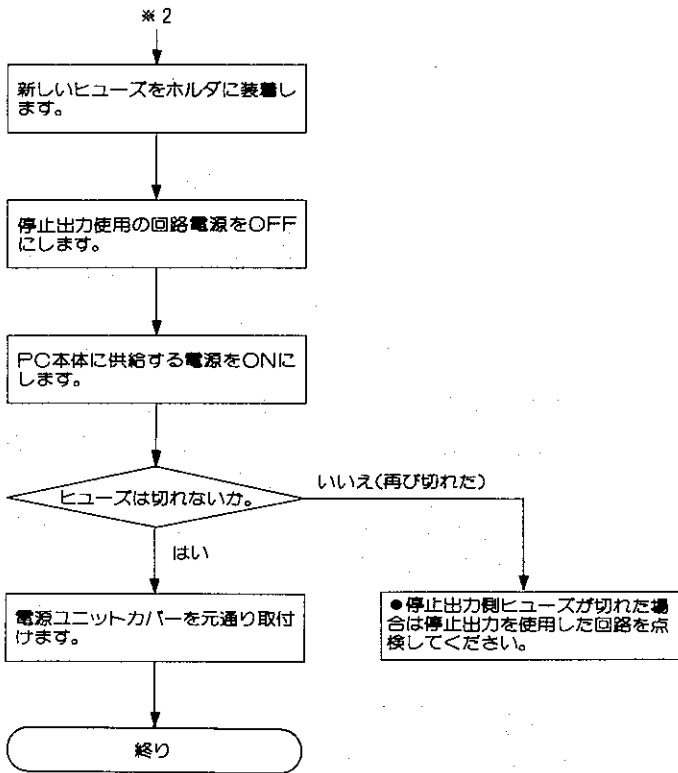 ※2
新しいヒューズをホルダに装着し
ます。
停止出力使用の回路電源をOFF
にします。
PC本体に供給する電源をONに
します。
ヒューズは切れないか。
いいえ(再び切れた)
はい
電源ユニットカバーを元通り取付
けます。
●停止出力側ヒューズが切れた場
合は停止出力を使用した回路を点
検してください。
終り